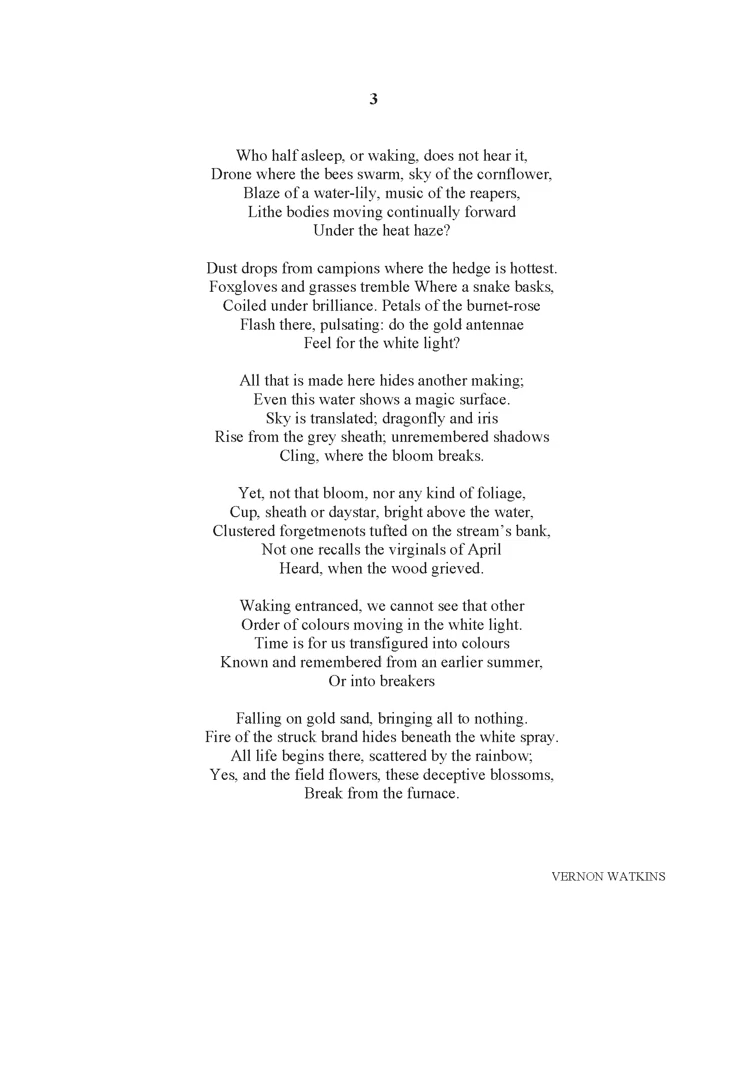 3
Who half asleep, or waking, does not hear it,
Drone where the bees swarm, sky of the cornflower,
Blaze of a water-lily, music of the reapers,
Lithe bodies moving continually forward
Under the heat haze?
Dust drops from campions where the hedge is hottest.
Foxgloves and grasses tremble Where a snake basks,
Coiled under brilliance. Petals of the burnet-rose
Flash there, pulsating: do the gold antennae
Feel for the white light?
All that is made here hides another making;
Even this water shows a magic surface.
Sky is translated; dragonfly and iris
Rise from the grey sheath; unremembered shadows
Cling, where the bloom breaks.
Yet, not that bloom, nor any kind of foliage,
Cup, sheath or daystar, bright above the water,
Clustered forgetmenots tufted on the stream's bank,
Not one recalls the virginals of April
Heard, when the wood grieved.
Waking entranced, we cannot see that other
Order of colours moving in the white light.
Time is for us transfigured into colours
Known and remembered from an earlier summer,
Or into breakers
Falling on gold sand, bringing all to nothing.
Fire of the struck brand hides beneath the white spray.
All life begins there, scattered by the rainbow;
Yes, and the field flowers, these deceptive blossoms,
Break from the furnace.
VERNON WATKINS